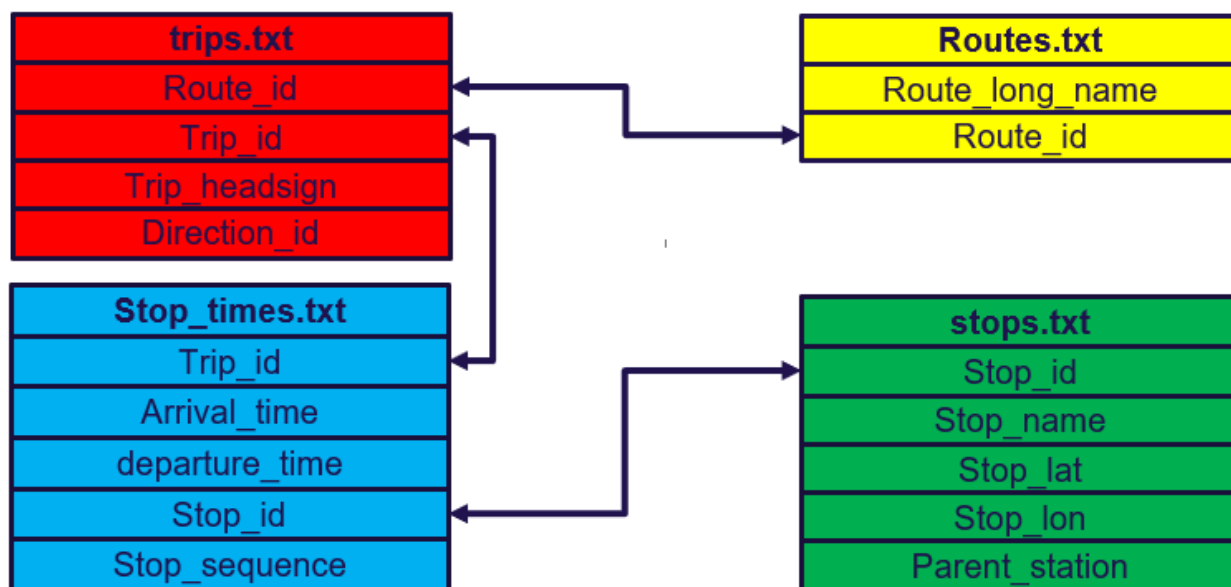 trips.txt
Route_id
Trip_id
Trip_headsign
Direction_id
Routes.txt
Route_long_name
Route_id
Stop_times.txt
Trip_id
Arrival_time
departure_time
Stop_id
Stop_sequence
stops.txt
Stop_id
Stop_name
Stop_lat
Stop_lon
Parent_station